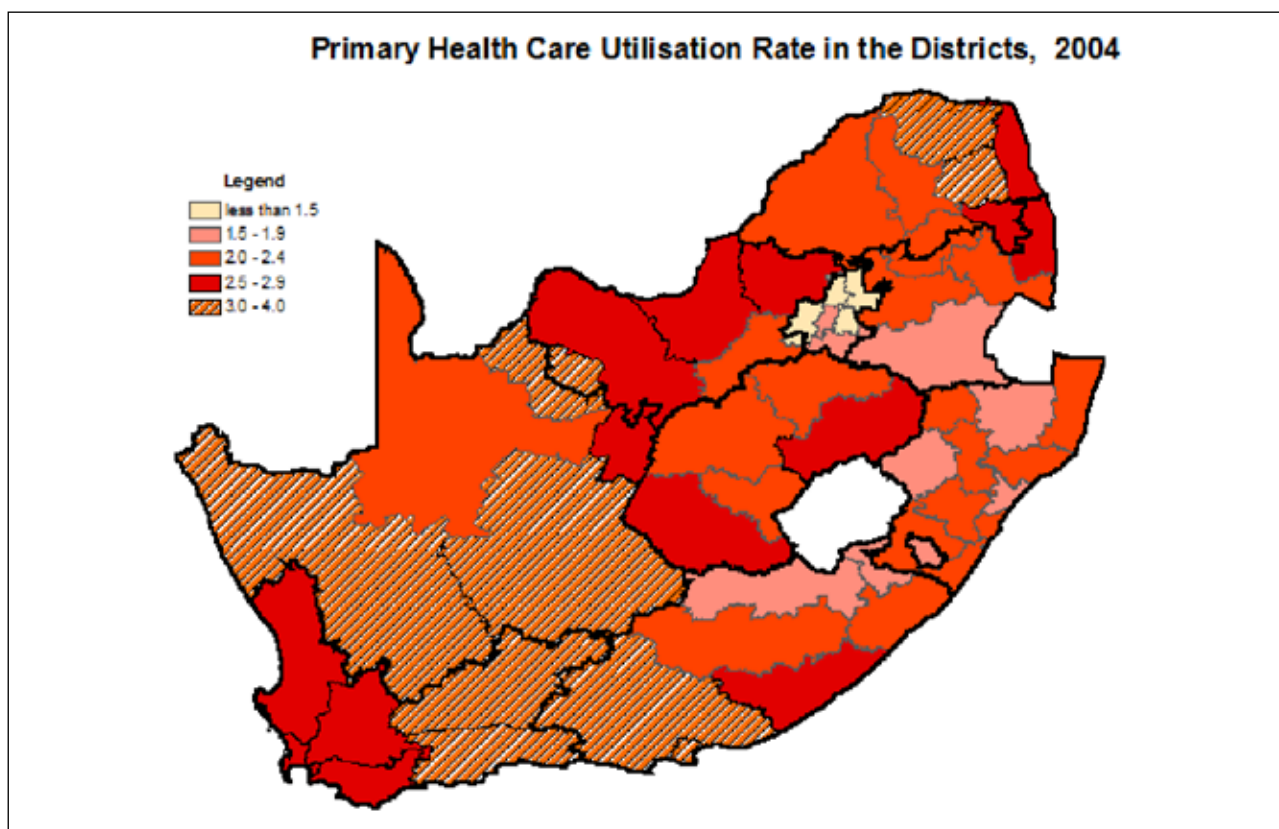 Primary Health Care Utilisation Rate in the Districts, 2004
Legend
less than 1.5
1.5 - 1.9
2.0 - 2.4
2.5 - 2.9
3.0 - 4.0